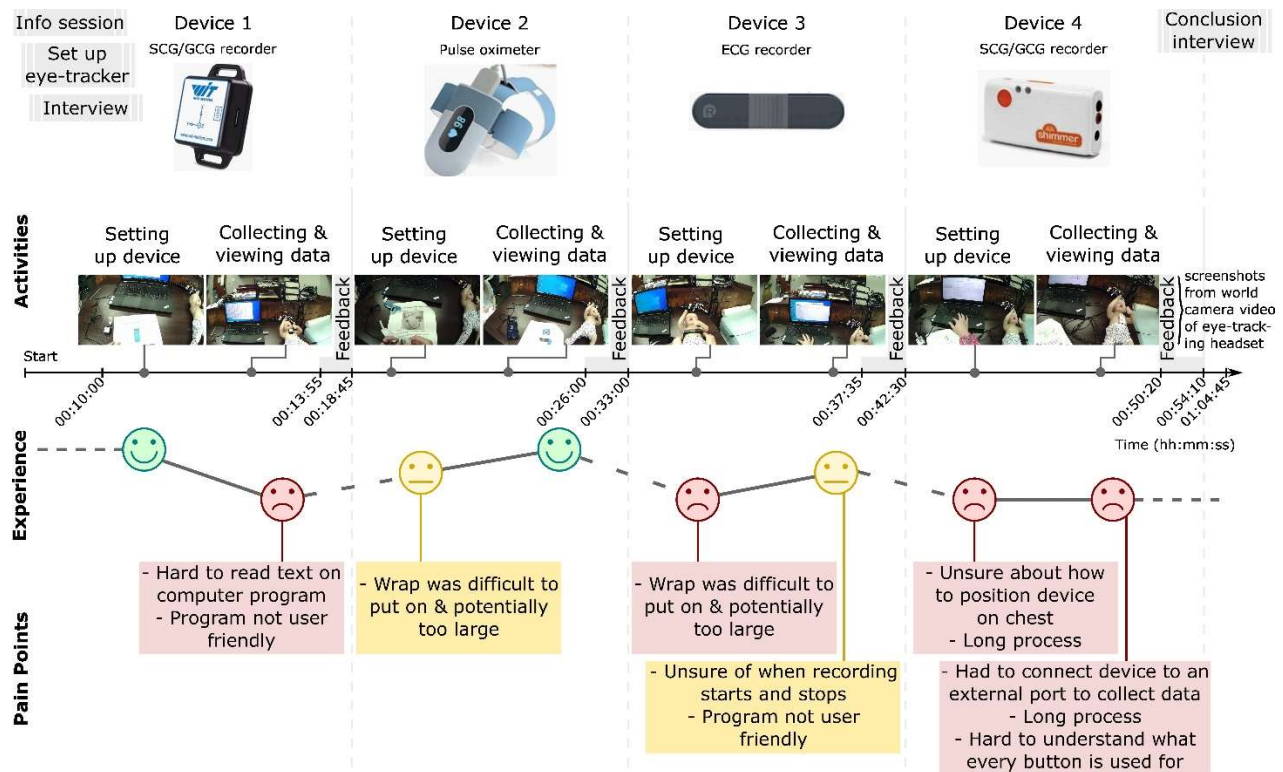 Info session
Set up
eye-tracker
Interview
Device 1
SCG/GCG recorder
Device 2
Pulse oximeter
Device 3
ECG recorder
Device 4
SCG/GCG recorder
Conclusion
interview
WIT
98
shimmer
Activities
Setting
up device
Collecting &
viewing data
Feedback
Setting
up device
Collecting &
viewing data
Feedback
Setting
up device
Collecting &
viewing data
Feedback
Setting
up device
Collecting &
viewing data
Feedback
screenshots
from world
camera video
of eye-track-
ing headset
Start
00:10:00
00:13:55
00:18:45
00:26:00
00:33:00
00:37:35
00:42:30
00:50:20
00:54:10
01:04:45
Time (hh:mm:ss)
Experience
Pain Points
- Hard to read text on
computer program
- Program not user
friendly
- Wrap was difficult to
put on & potentially
too large
- Wrap was difficult to
put on & potentially
too large
- Unsure of when recording
starts and stops
- Program not user
friendly
- Unsure about how
to position device
on chest
- Long process
- Had to connect device to an
external port to collect data
- Long process
- Hard to understand what
every button is used for